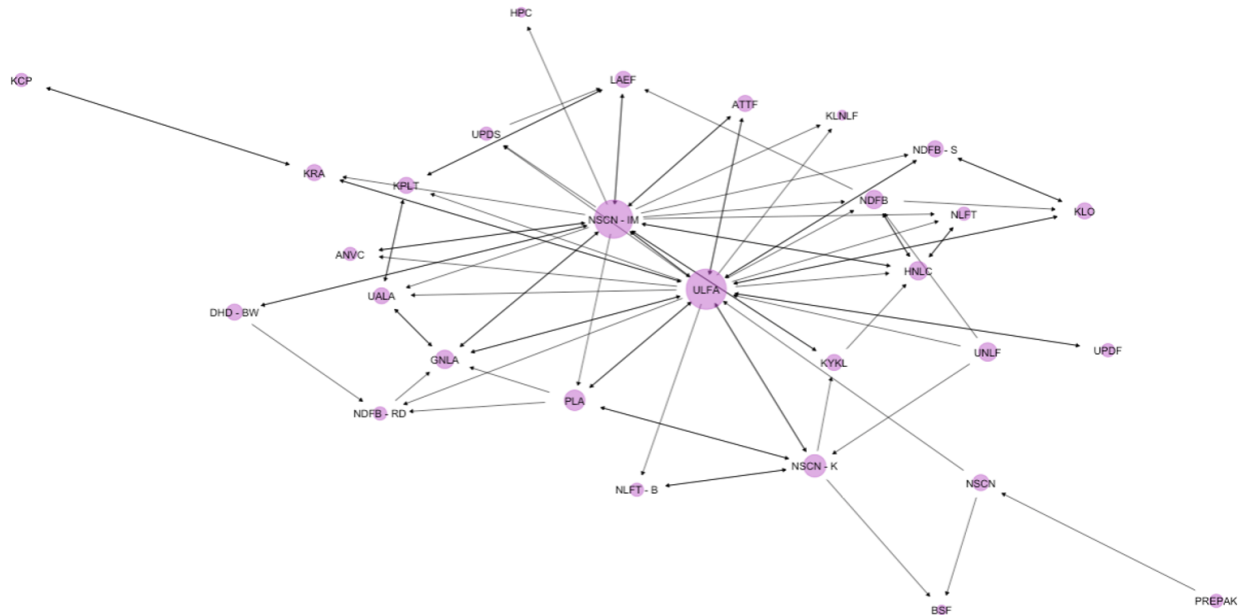 HPC
KCP
LAEF
ATTF
KLNLF
UPDS
NDFB - S
KRA
KPLT
NDFB
NLFT
KLO
NSCN - IM
ANVC
HNLC
ULFA
UALA
DHD - BW
UPDF
UNLF
GNLA
KYKL
PLA
NDFB - RD
NSCN - K
NSCN
NLFT - B
PREPAK
BSF